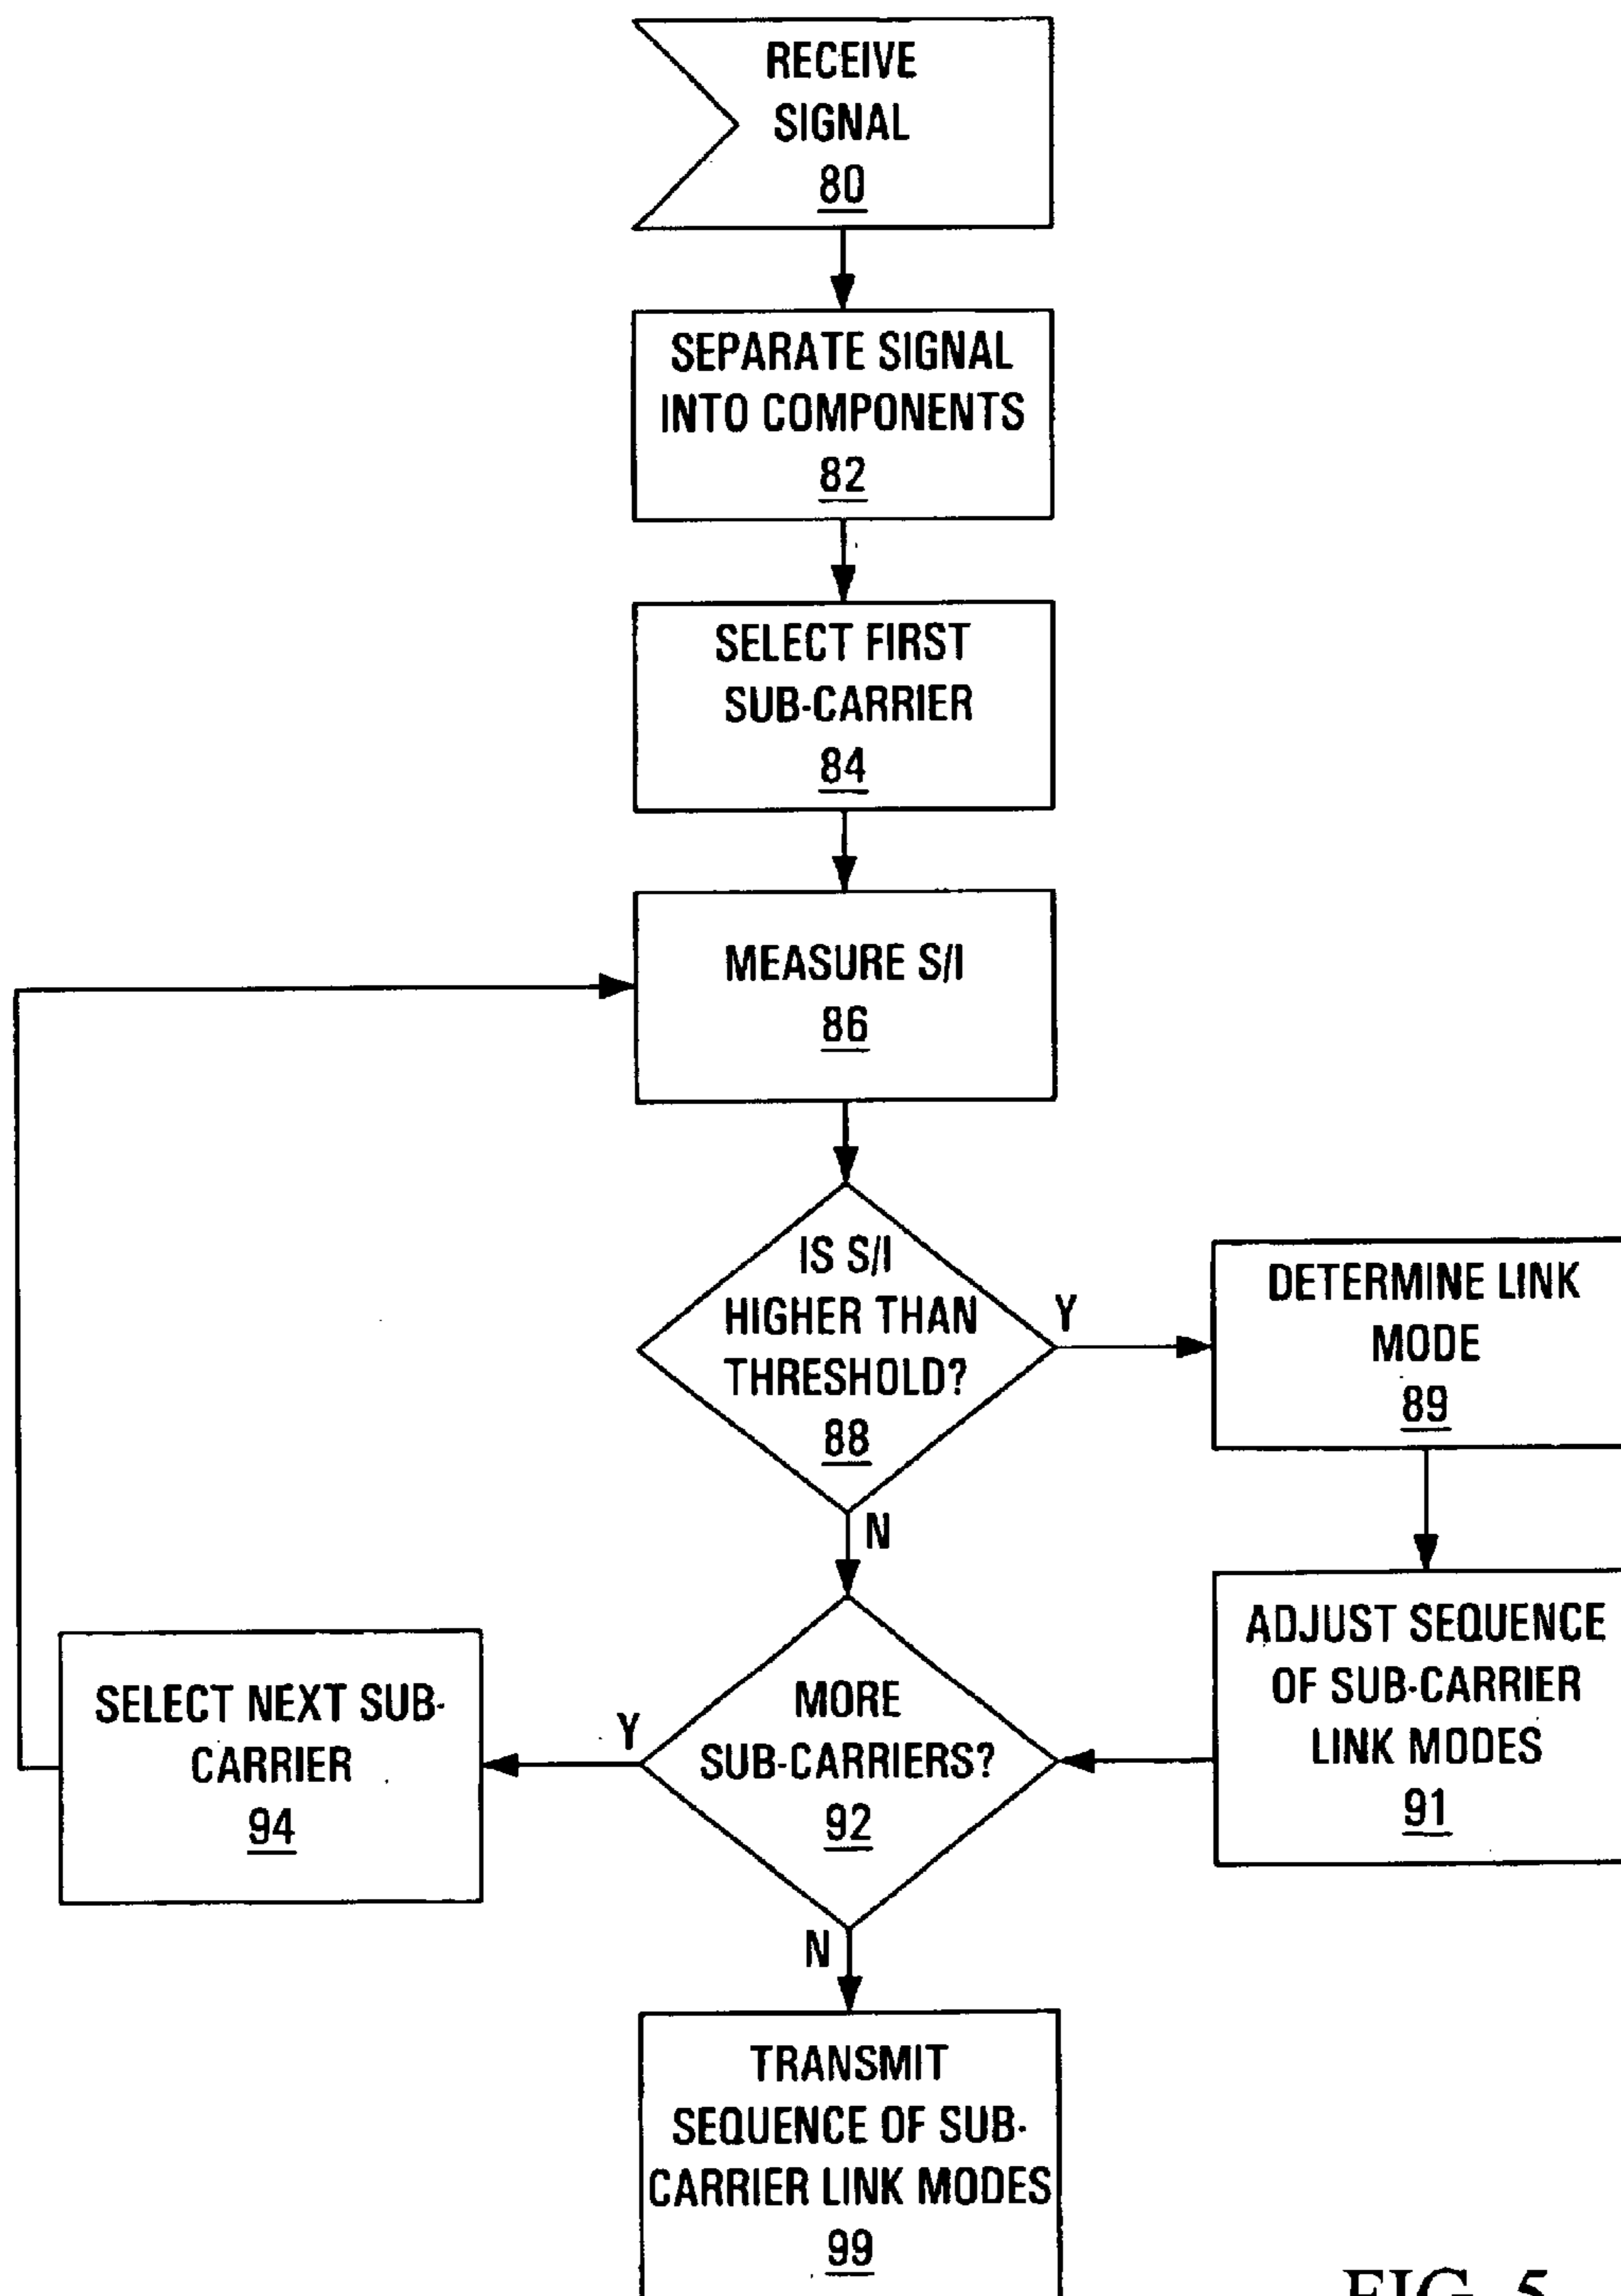 RECEIVE
SIGNAL
80
SEPARATE SIGNAL
INTO COMPONENTS
82
SELECT FIRST
SUB-CARRIER
84
MEASURE S/I
86
IS S/I
HIGHER THAN
THRESHOLD?
88
Y
N
DETERMINE LINK
MODE
89
ADJUST SEQUENCE
OF SUB-CARRIER
LINK MODES
91
MORE
SUB-CARRIERS?
92
Y
N
SELECT NEXT SUB-
CARRIER
94
TRANSMIT
SEQUENCE OF SUB-
CARRIER LINK MODES
99
FIG. 5